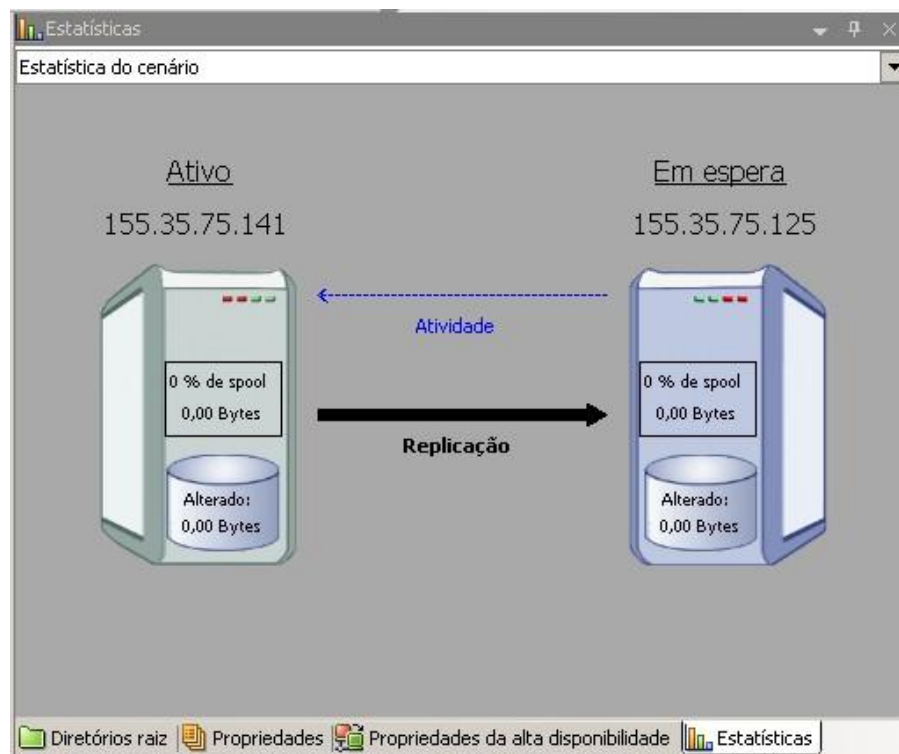 Estatísticas
Estatística do cenário
Ativo
155.35.75.141
Em espera
155.35.75.125
Atividade
0 % de spool
0,00 Bytes
Replicação
0 % de spool
0,00 Bytes
Alterado:
0,00 Bytes
Alterado:
0,00 Bytes
Diretórios raiz
Propriedades
Propriedades da alta disponibilidade
Estatísticas